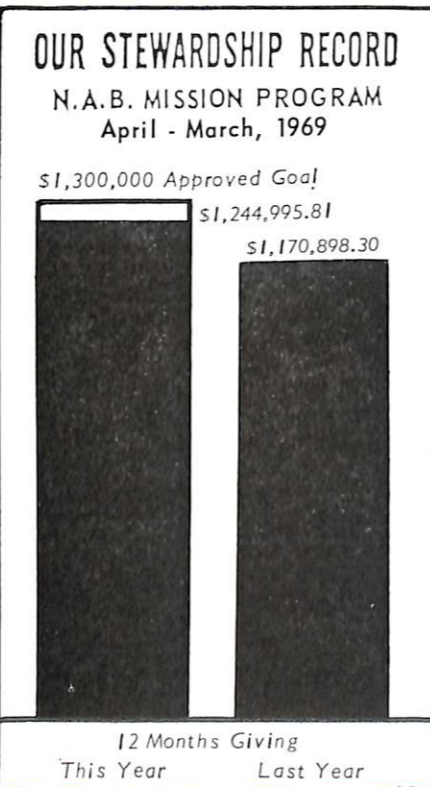 OUR STEWARDSHIP RECORD
N.A.B. MISSION PROGRAM
April - March, 1969
$1,300,000 Approved Goal
$1,244,995.81
$1,170,898.30
12 Months Giving
This Year Last Year